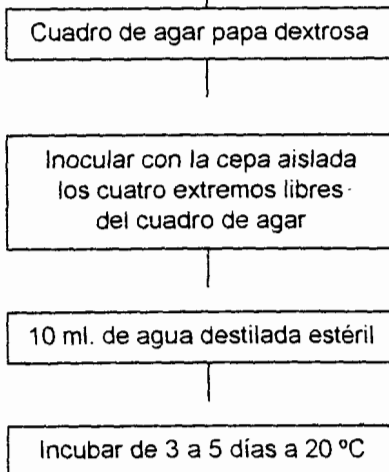 Cuadro de agar papa dextrosa
Inocular con la cepa aislada
los cuatro extremos libres
del cuadro de agar
10 ml. de agua destilada estéril
Incubar de 3 a 5 días a 20 ºC